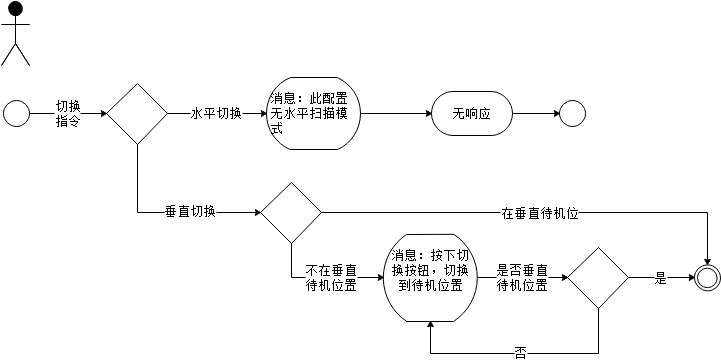 切换
指令
水平切换
消息：此配置
无水平扫描模
式
无响应
垂直切换
在垂直待机位
不在垂直
待机位置
消息：按下切
换按钮，切换
到待机位置
是否垂直
待机位置
是
否